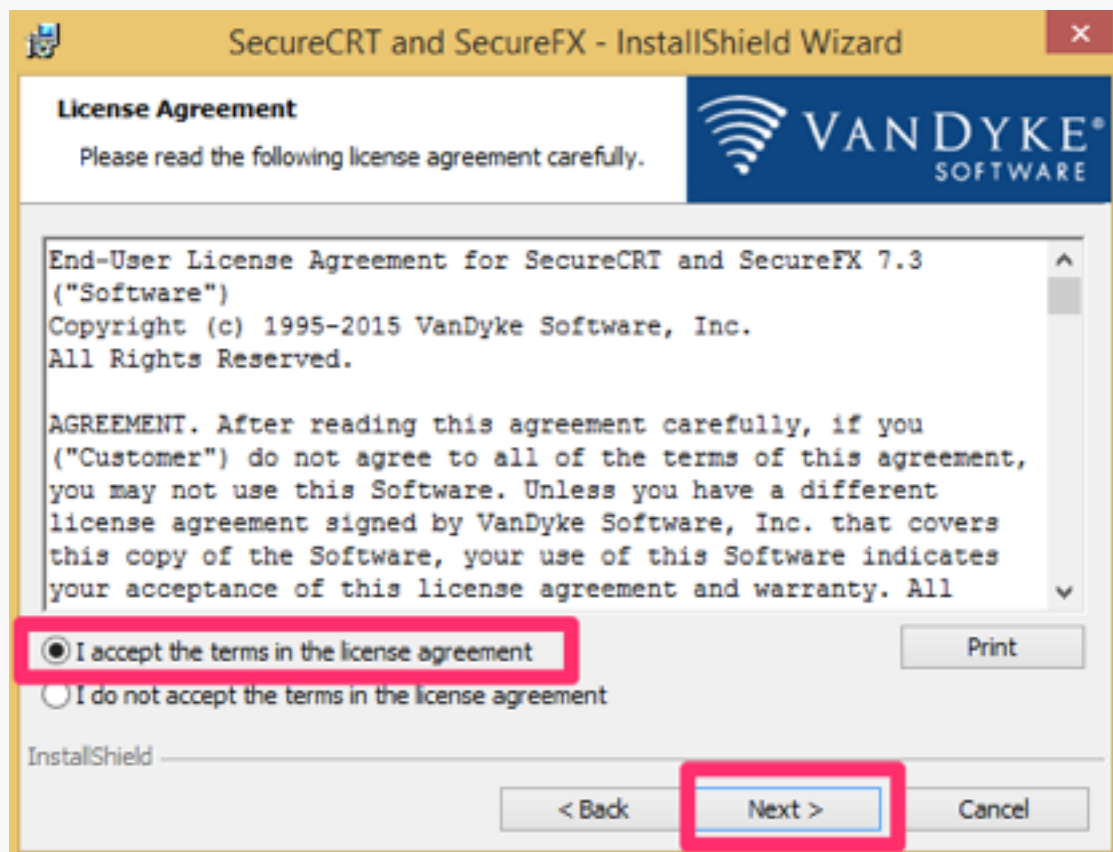 SecureCRT and SecureFX - InstallShield Wizard
License Agreement
Please read the following license agreement carefully.
VANDYKE®
SOFTWARE
End-User License Agreement for SecureCRT and SecureFX 7.3
("Software")
Copyright (c) 1995-2015 VanDyke Software, Inc.
All Rights Reserved.
AGREEMENT. After reading this agreement carefully, if you
("Customer") do not agree to all of the terms of this agreement,
you may not use this Software. Unless you have a different
license agreement signed by VanDyke Software, Inc. that covers
this copy of the Software, your use of this Software indicates
your acceptance of this license agreement and warranty. All
I accept the terms in the license agreement
Print
I do not accept the terms in the license agreement
InstallShield
< Back
Next >
Cancel